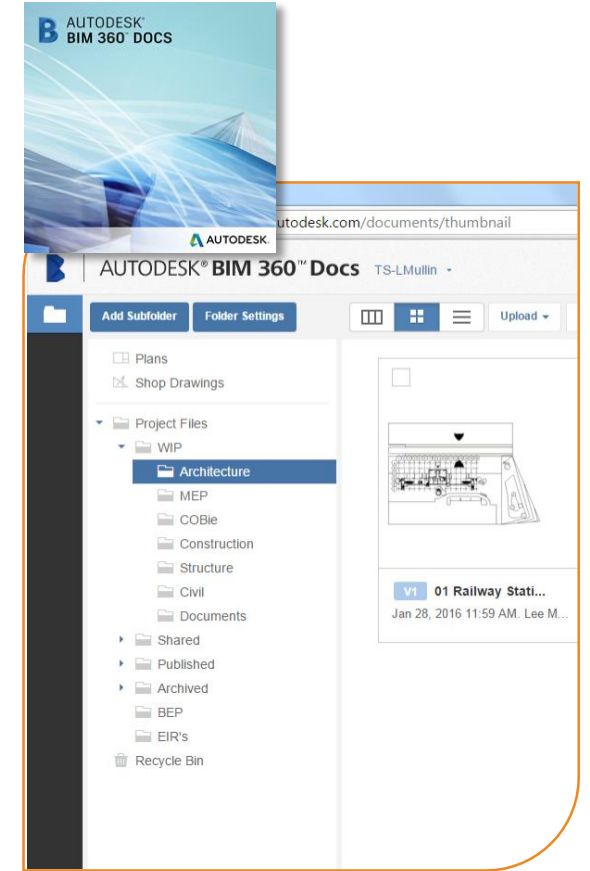 AUTODESK®
BIM 360™ DOCS
AUTODESK.
utodesk.com/documents/thumbnail
AUTODESK® BIM 360™ Docs TS-LMullin
Add Subfolder Folder Settings Upload
Plans
Shop Drawings
Project Files
WIP
Architecture
MEP
COBie
Construction
Structure
Civil
Documents
Shared
Published
Archived
BEP
EIR's
Recycle Bin
V1 01 Railway Stati...
Jan 28, 2016 11:59 AM. Lee M...